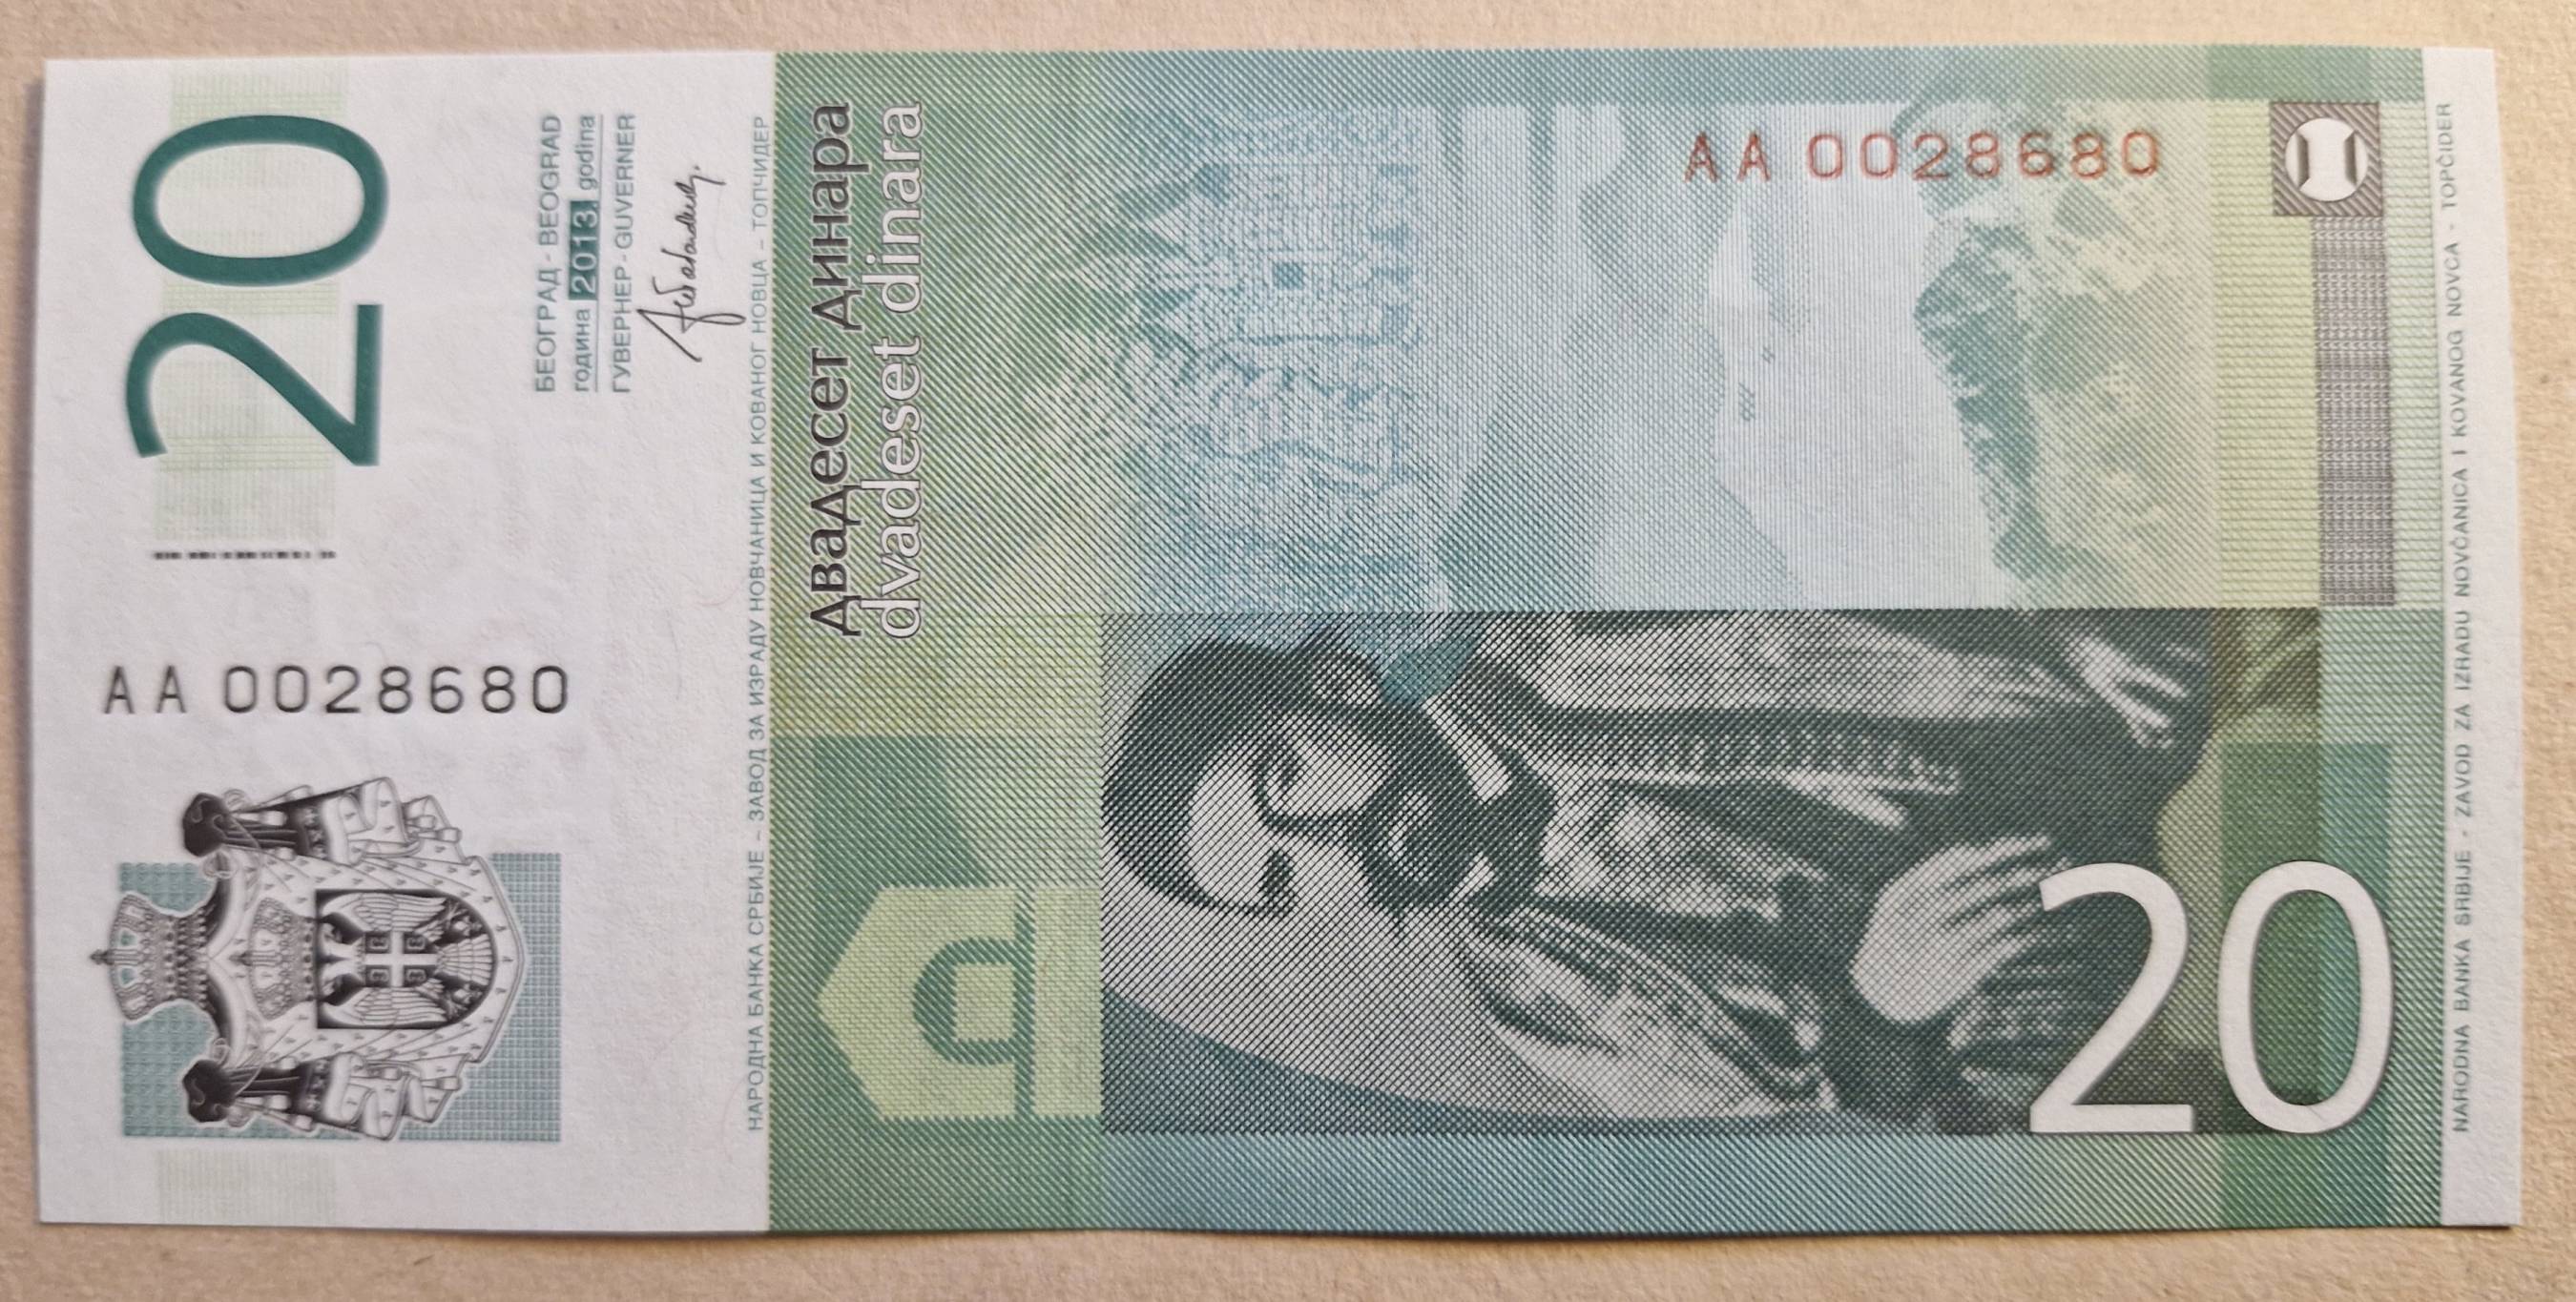 20
БЕОГРАД - BEOGRAD
година 2013. godina
ГУВЕРНЕР - GUVERNER
AA 0028680
НАРОДНА БАНКА СРБИЈЕ – ЗАВОД ЗА ИЗРАДУ НОВЧАНИЦА И КОВАНОГ НОВЦА – ТОПЧИДЕР
двадесет динара
dvadeset dinara
AA 0028680
20
NARODNA BANKA SRBIJE - ZAVOD ZA IZRADU NOVČANICA I KOVANOG NOVCA - TOPČIDER